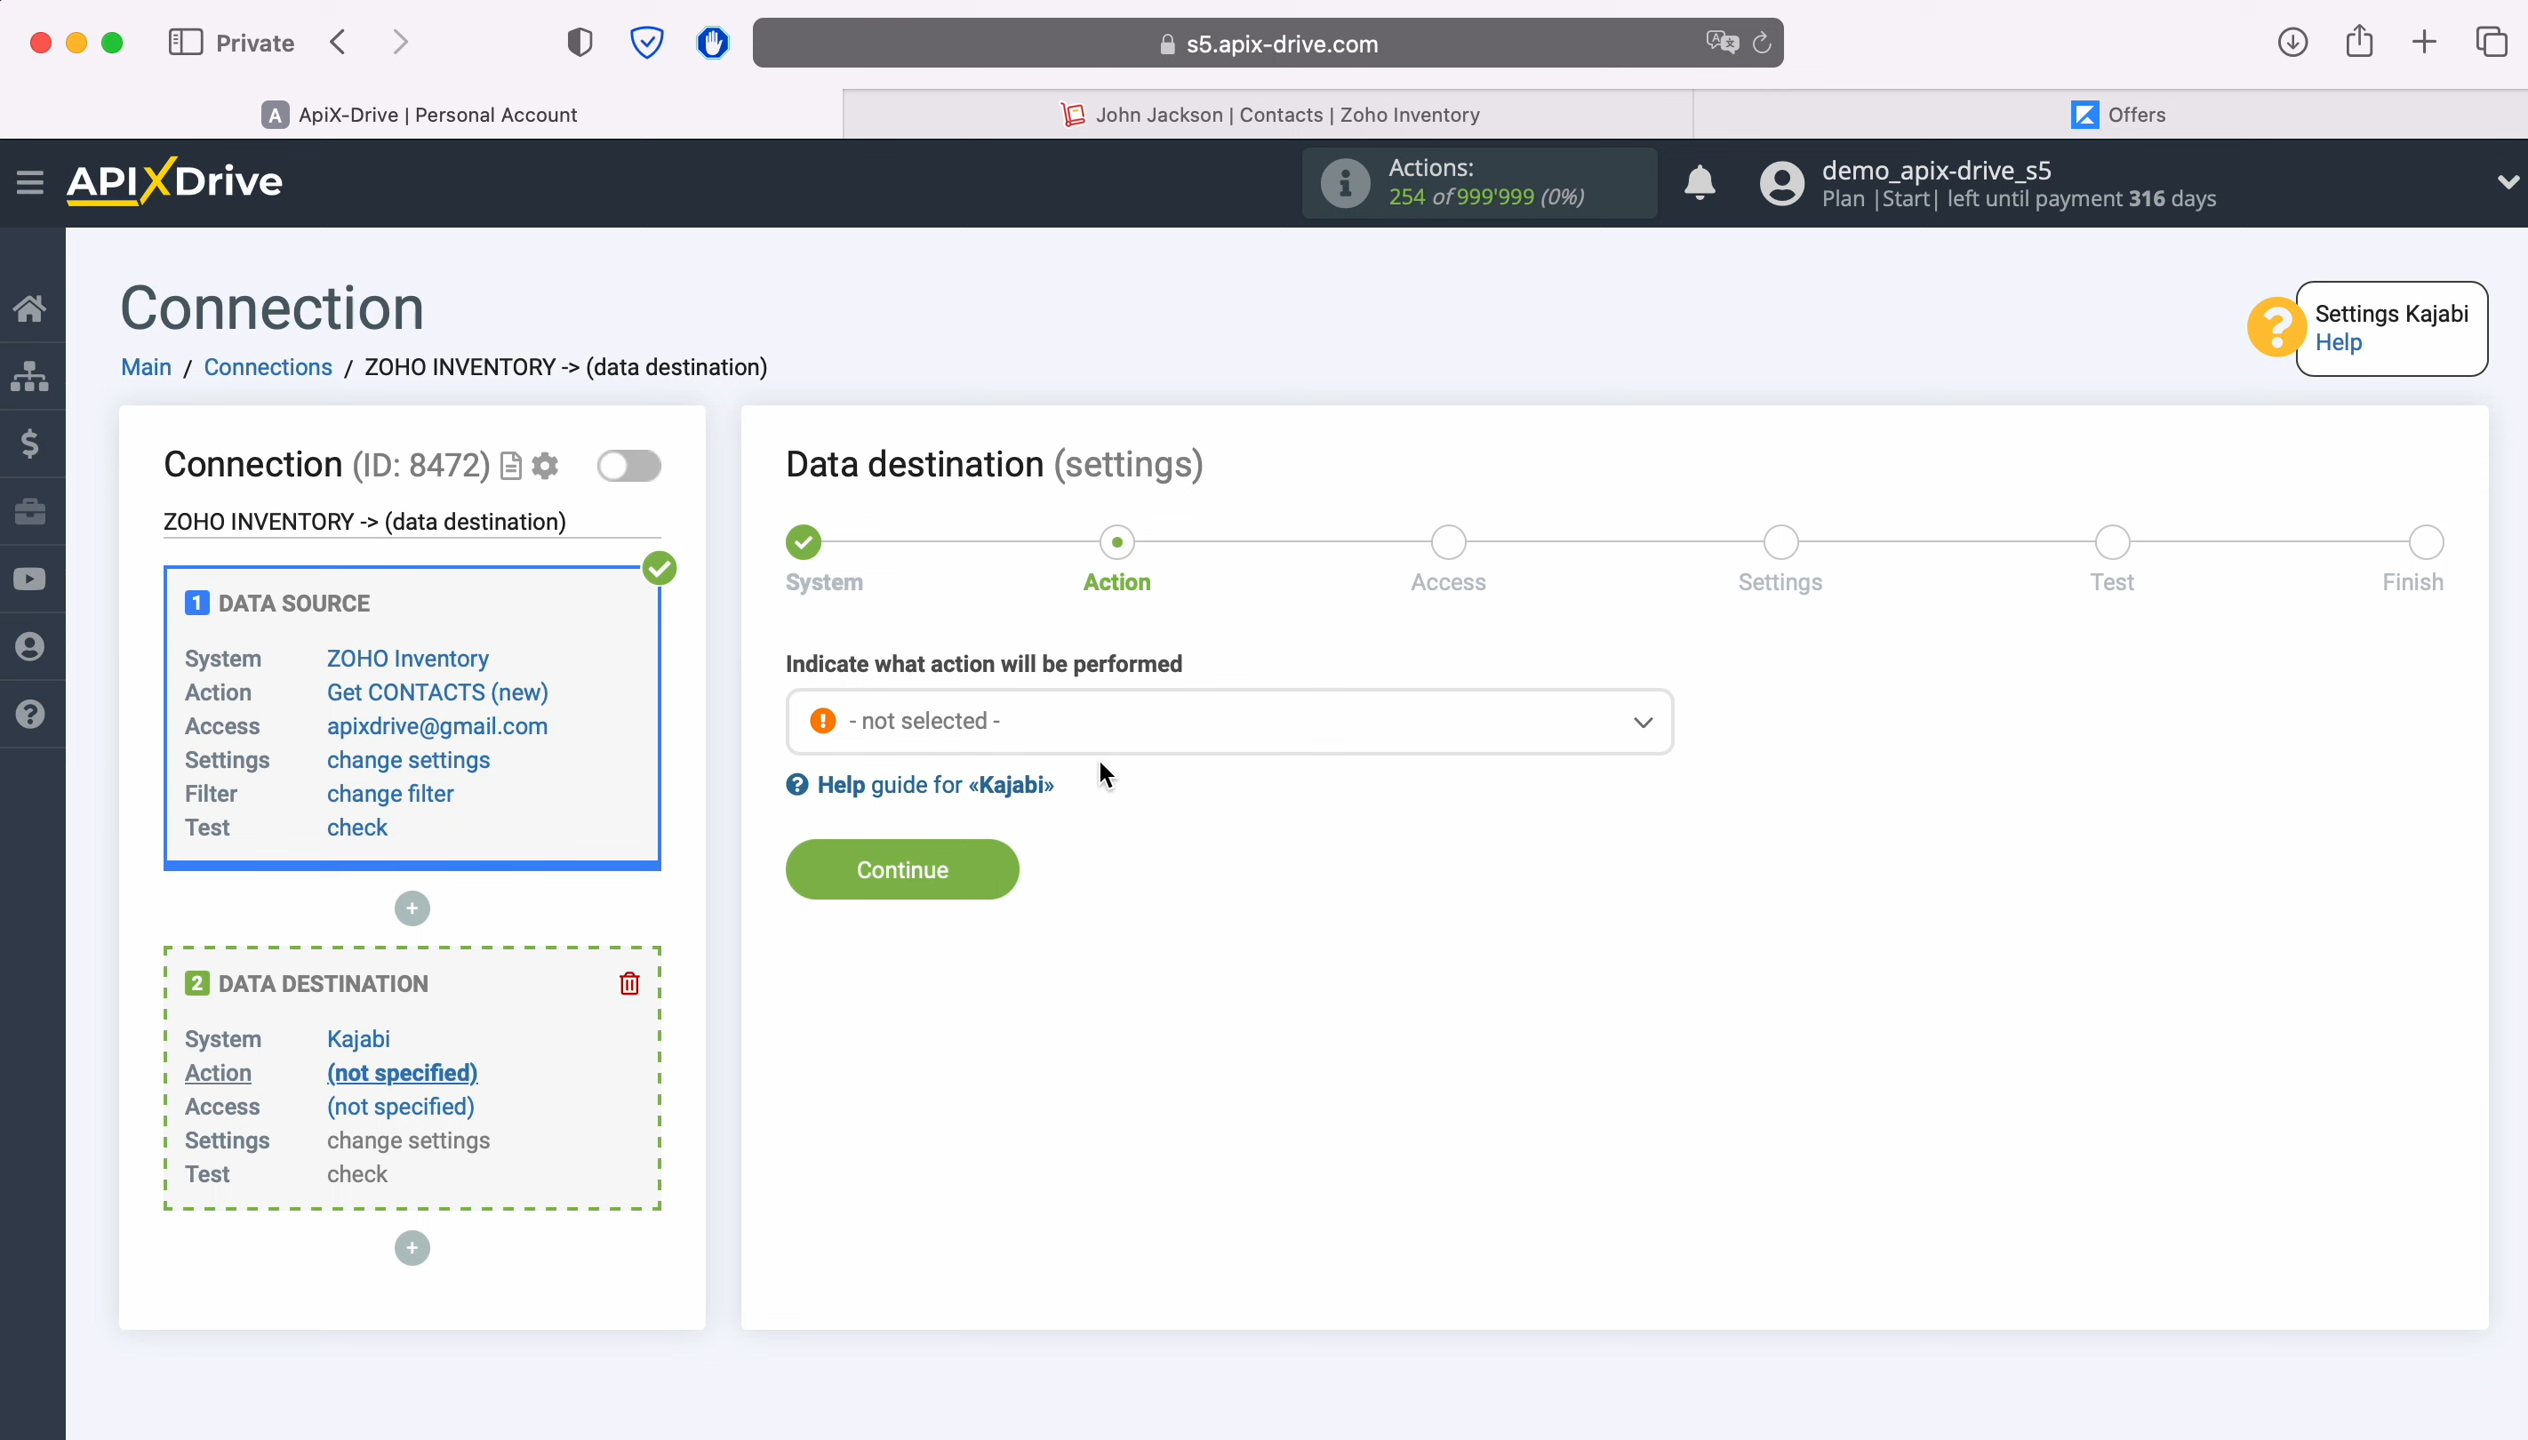 Private
s5.apix-drive.com
A ApiX-Drive | Personal Account
John Jackson | Contacts | Zoho Inventory
Offers
APIXDrive
Actions:
254 of 999'999 (0%)
demo_apix-drive_s5
Plan |Start| left until payment 316 days
Connection
Main / Connections / ZOHO INVENTORY -> (data destination)
Settings Kajabi
Help
Connection (ID: 8472)
ZOHO INVENTORY -> (data destination)
1 DATA SOURCE
System ZOHO Inventory
Action Get CONTACTS (new)
Access apixdrive@gmail.com
Settings change settings
Filter change filter
Test check
2 DATA DESTINATION
System Kajabi
Action (not specified)
Access (not specified)
Settings change settings
Test check
Data destination (settings)
System Action Access Settings Test Finish
Indicate what action will be performed
- not selected -
Help guide for «Kajabi»
Continue